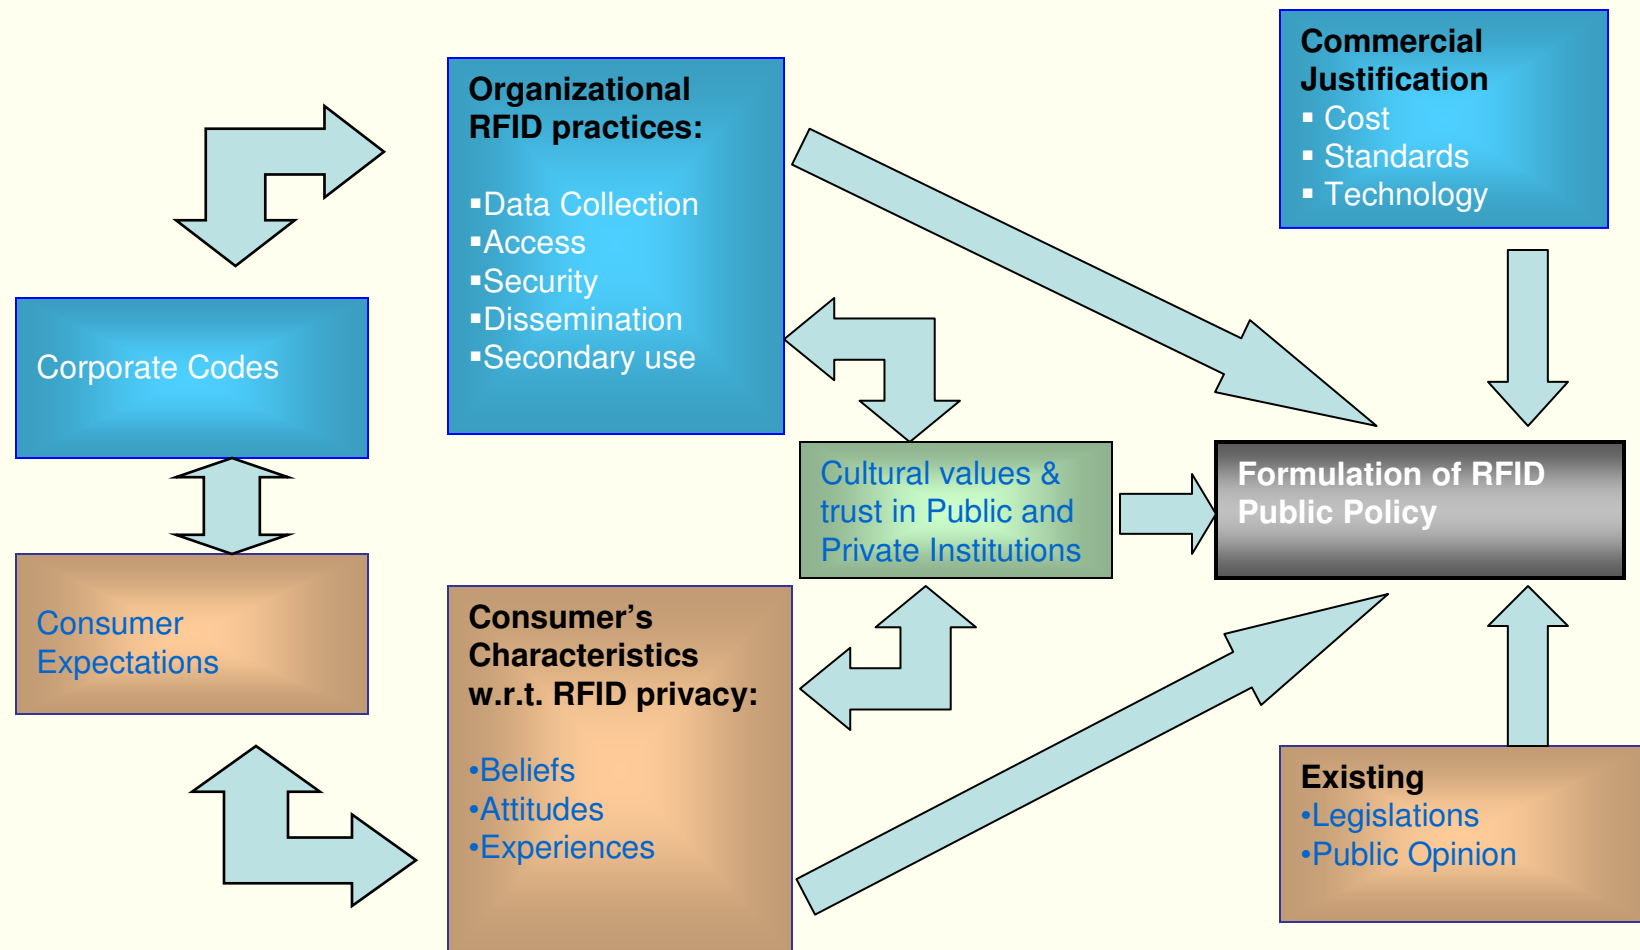 Organizational
RFID practices:
▪Data Collection
▪Access
▪Security
▪Dissemination
▪Secondary use
Commercial
Justification
▪ Cost
▪ Standards
▪ Technology
Corporate Codes
Cultural values &
trust in Public and
Private Institutions
Formulation of RFID
Public Policy
Consumer
Expectations
Consumer’s
Characteristics
w.r.t. RFID privacy:
•Beliefs
•Attitudes
•Experiences
Existing
•Legislations
•Public Opinion